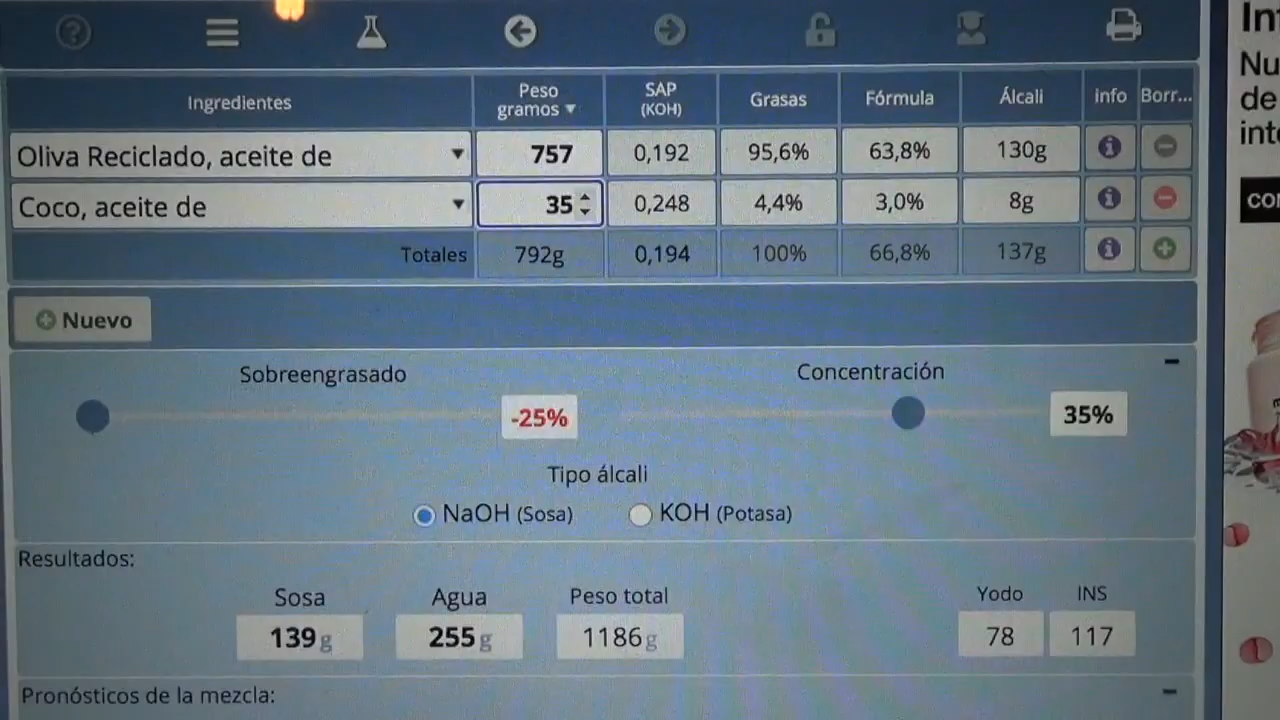 Ingredientes Peso gramos ▼ SAP (KOH) Grasas Fórmula Álcali info Borr...
Oliva Reciclado, aceite de 757 0,192 95,6% 63,8% 130g
Coco, aceite de 35 0,248 4,4% 3,0% 8g
Totales 792g 0,194 100% 66,8% 137g
Nuevo
Sobreengrasado Concentración
-25% 35%
Tipo álcali
NaOH (Sosa) KOH (Potasa)
Resultados:
Sosa Agua Peso total Yodo INS
139g 255g 1186g 78 117
Pronósticos de la mezcla:
Nu
de